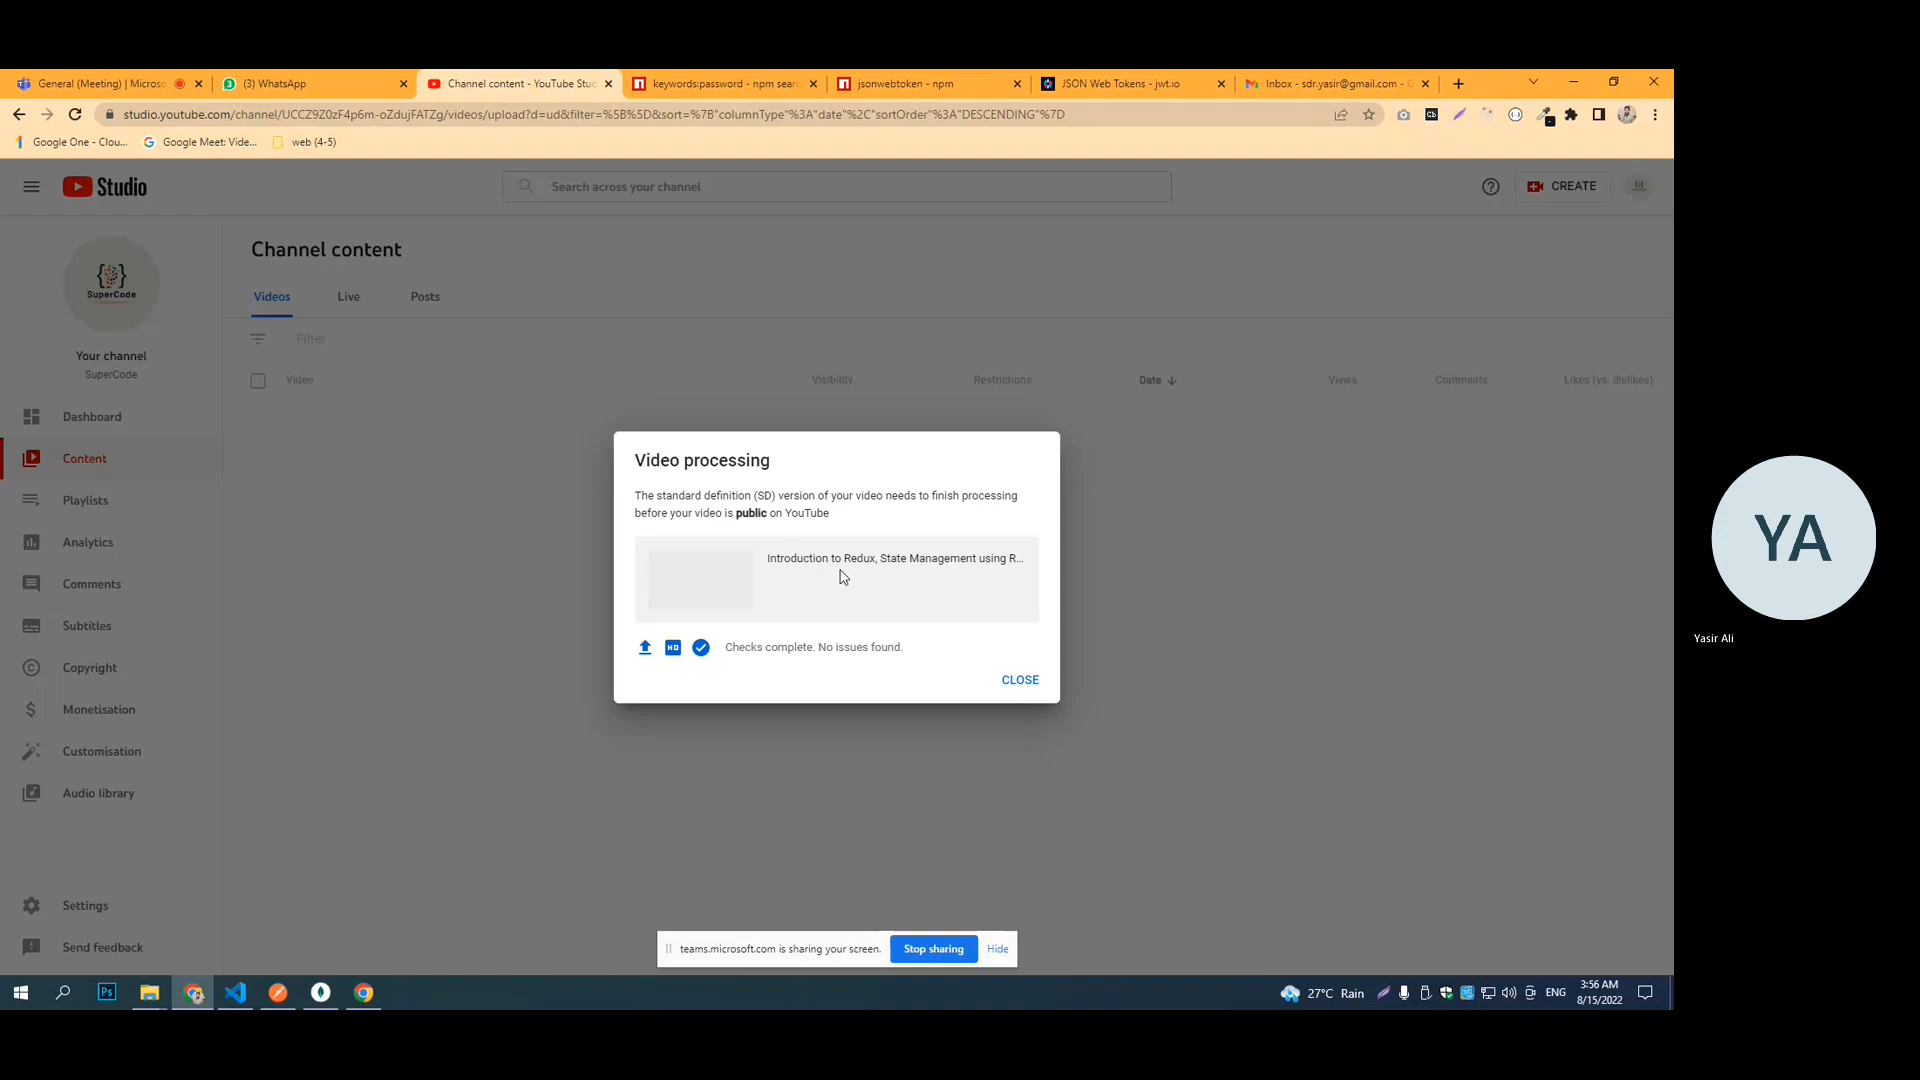 General (Meeting) | Micros
(3) WhatsApp
Channel content - YouTube Stud
keywords:password - npm sear
jsonwebtoken - npm
JSON Web Tokens - jwt.io
Inbox - sdr.yasir@gmail.com - G
studio.youtube.com/channel/UCCZ9Z0zF4p6m-oZdujFATZg/videos/upload?d=ud&filter=%5B%5D&sort=%7B"columnType"%3A"date"%2C"sortOrder"%3A"DESCENDING"%7D
Google One - Clou...
Google Meet: Vide...
web (4-5)
Studio
Search across your channel
CREATE
SuperCode
Your channel
SuperCode
Dashboard
Content
Playlists
Analytics
Comments
Subtitles
Copyright
Monetisation
Customisation
Audio library
Settings
Send feedback
Channel content
Videos Live Posts
Filter
Video Visibility Restrictions Date Views Comments Likes (vs. dislikes)
Video processing
The standard definition (SD) version of your video needs to finish processing
before your video is public on YouTube
Introduction to Redux, State Management using R...
HD
Checks complete. No issues found.
CLOSE
teams.microsoft.com is sharing your screen. Stop sharing Hide
YA
Yasir Ali
Ps
27°C Rain
ENG
3:56 AM
8/15/2022